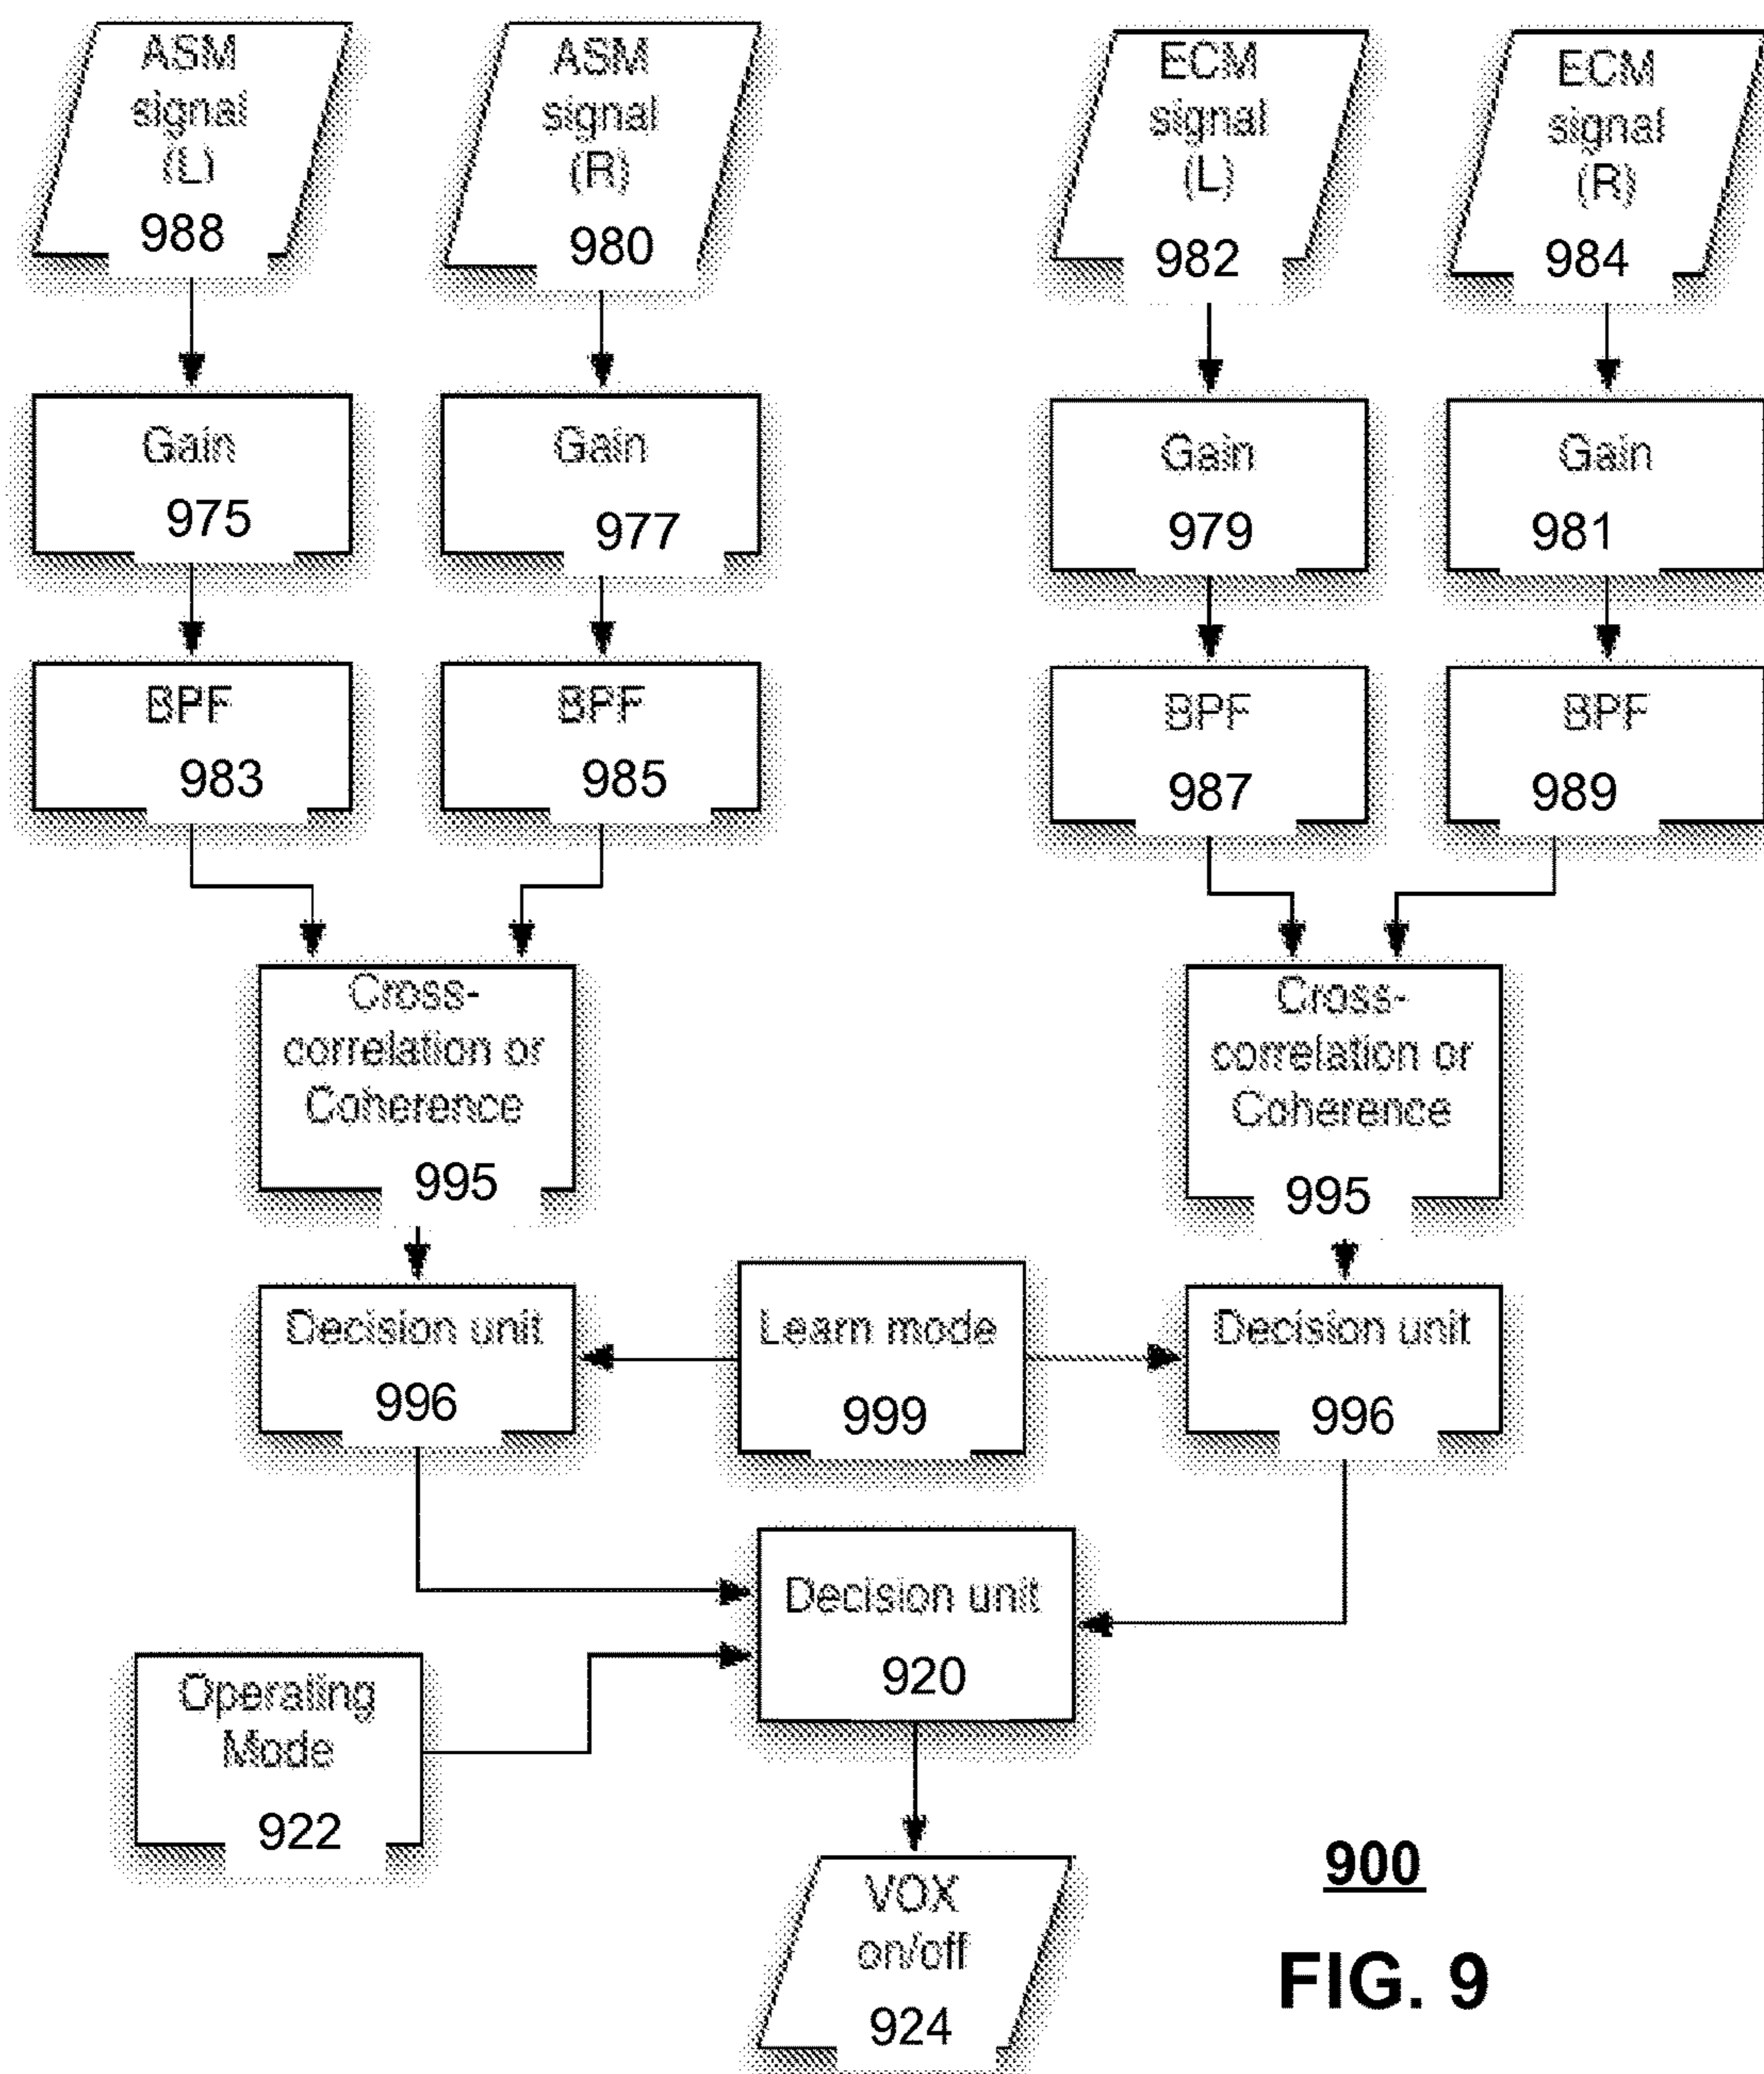 ASM
signal
(L)
988
ASM
signal
(R)
980
ECM
signal
(L)
982
ECM
signal
(R)
984
Gain
975
Gain
977
Gain
979
Gain
981
BPF
983
BPF
985
BPF
987
BPF
989
Cross-
correlation or
Coherence
995
Cross-
correlation or
Coherence
995
Decision unit
996
Learn mode
999
Decision unit
996
Decision unit
920
Operating
Mode
922
VOX
on/off
924
900
FIG. 9